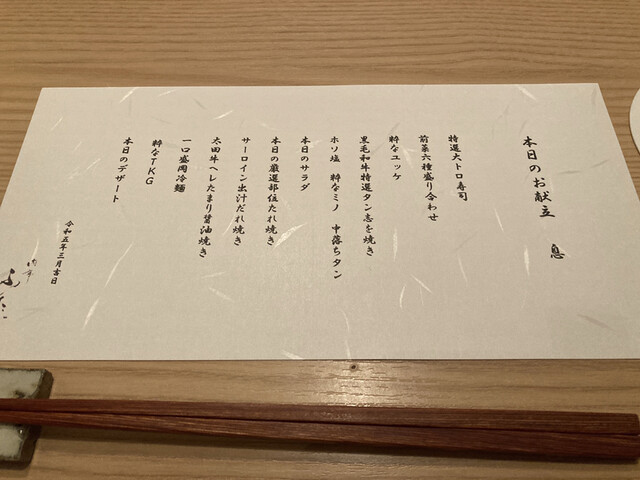 本日のお献立 息
特選大トロ寿司
前菜六種盛り合わせ
粋なユッケ
黒毛和牛特選タン志を焼き
ホソ塩 粋なミノ 中落ちタン
本日のサラダ
本日の厳選部位たれ焼き
サーロイン出汁だれ焼き
太田牛ヘレたまり醤油焼き
一口盛岡冷麺
粋なTKG
本日のデザート
令和五年三月吉日